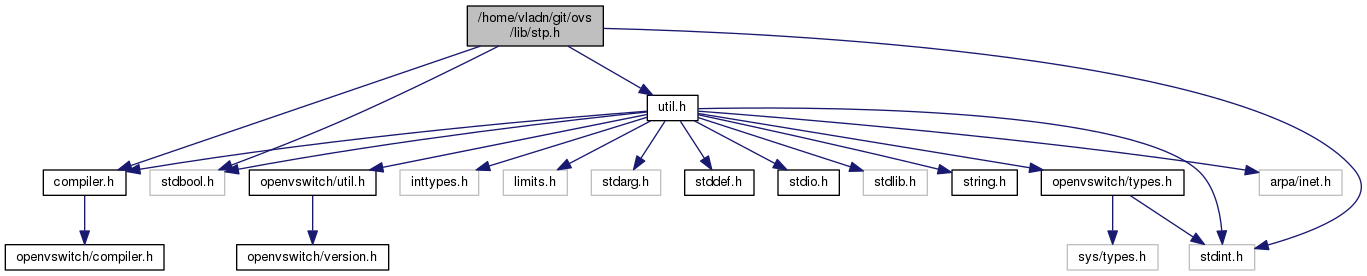 /home/vladn/git/ovs
/lib/stp.h
util.h
compiler.h
stdbool.h
openvswitch/util.h
inttypes.h
limits.h
stdarg.h
stddef.h
stdio.h
stdlib.h
string.h
openvswitch/types.h
arpa/inet.h
openvswitch/compiler.h
openvswitch/version.h
sys/types.h
stdint.h